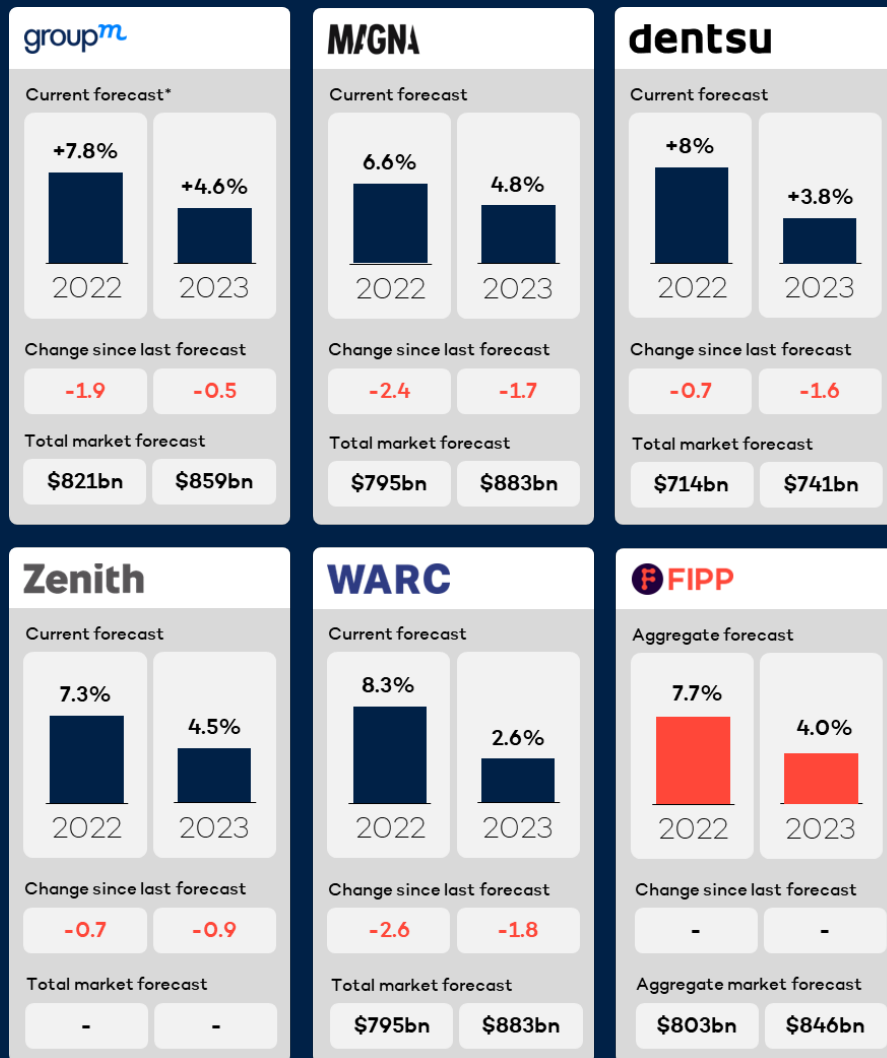 groupm
Current forecast*
+7.8%
+4.6%
2022
2023
Change since last forecast
-1.9
-0.5
Total market forecast
$821bn
$859bn
MAGNA
Current forecast
6.6%
4.8%
2022
2023
Change since last forecast
-2.4
-1.7
Total market forecast
$795bn
$883bn
dentsu
Current forecast
+8%
+3.8%
2022
2023
Change since last forecast
-0.7
-1.6
Total market forecast
$714bn
$741bn
Zenith
Current forecast
7.3%
4.5%
2022
2023
Change since last forecast
-0.7
-0.9
Total market forecast
-
-
WARC
Current forecast
8.3%
2.6%
2022
2023
Change since last forecast
-2.6
-1.8
Total market forecast
$795bn
$883bn
FIPP
Aggregate forecast
7.7%
4.0%
2022
2023
Change since last forecast
-
-
Aggregate market forecast
$803bn
$846bn